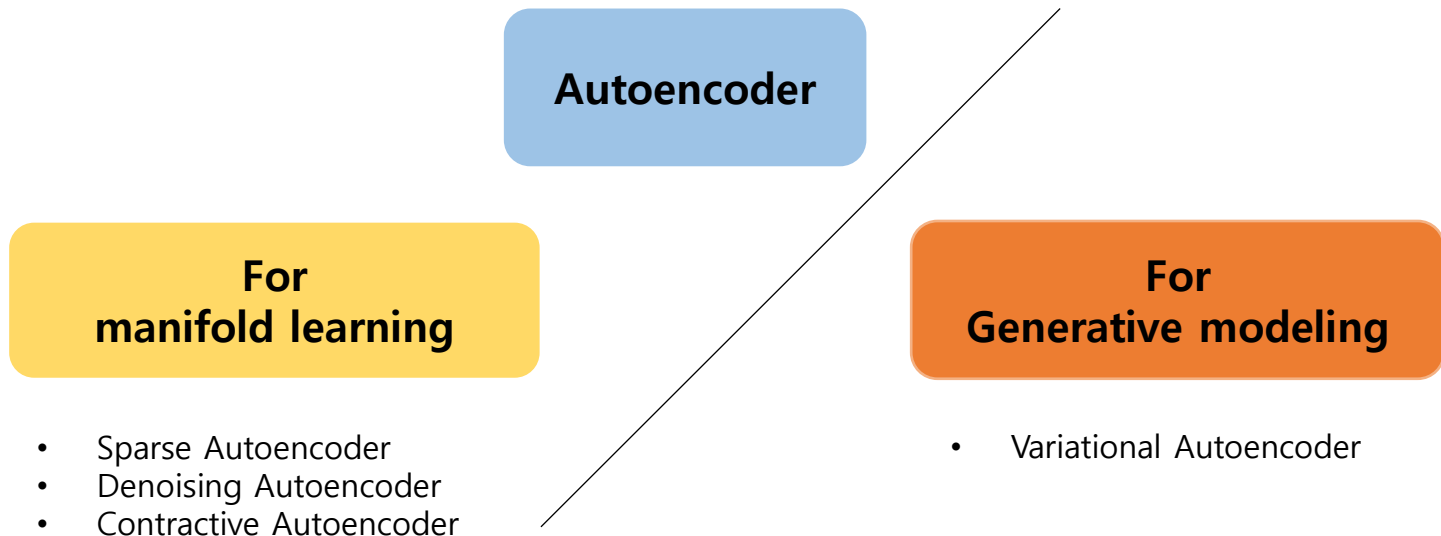 Autoencoder
For
manifold learning
• Sparse Autoencoder
• Denoising Autoencoder
• Contractive Autoencoder
For
Generative modeling
• Variational Autoencoder